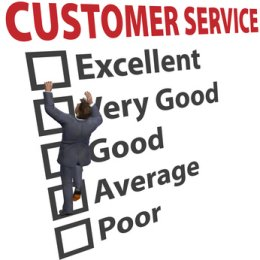 CUSTOMER SERVICE
Excellent
Very Good
Good
Average
Poor